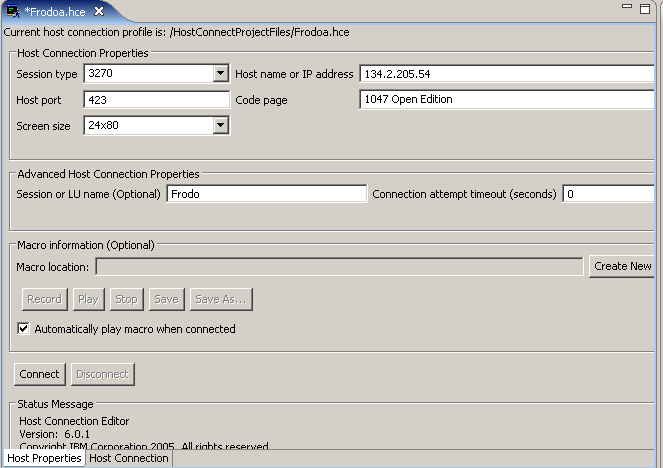 *Frodoa.hce
Current host connection profile is: /HostConnectProjectFiles/Frodoa.hce
Host Connection Properties
Session type 3270 Host name or IP address 134.2.205.54
Host port 423 Code page 1047 Open Edition
Screen size 24x80
Advanced Host Connection Properties
Session or LU name (Optional) Frodo Connection attempt timeout (seconds) 0
Macro information (Optional)
Macro location: Create New
Record Play Stop Save Save As...
Automatically play macro when connected
Connect Disconnect
Status Message
Host Connection Editor
Version: 6.0.1
Copyright IBM Corporation 2005. All rights reserved
Host Properties Host Connection